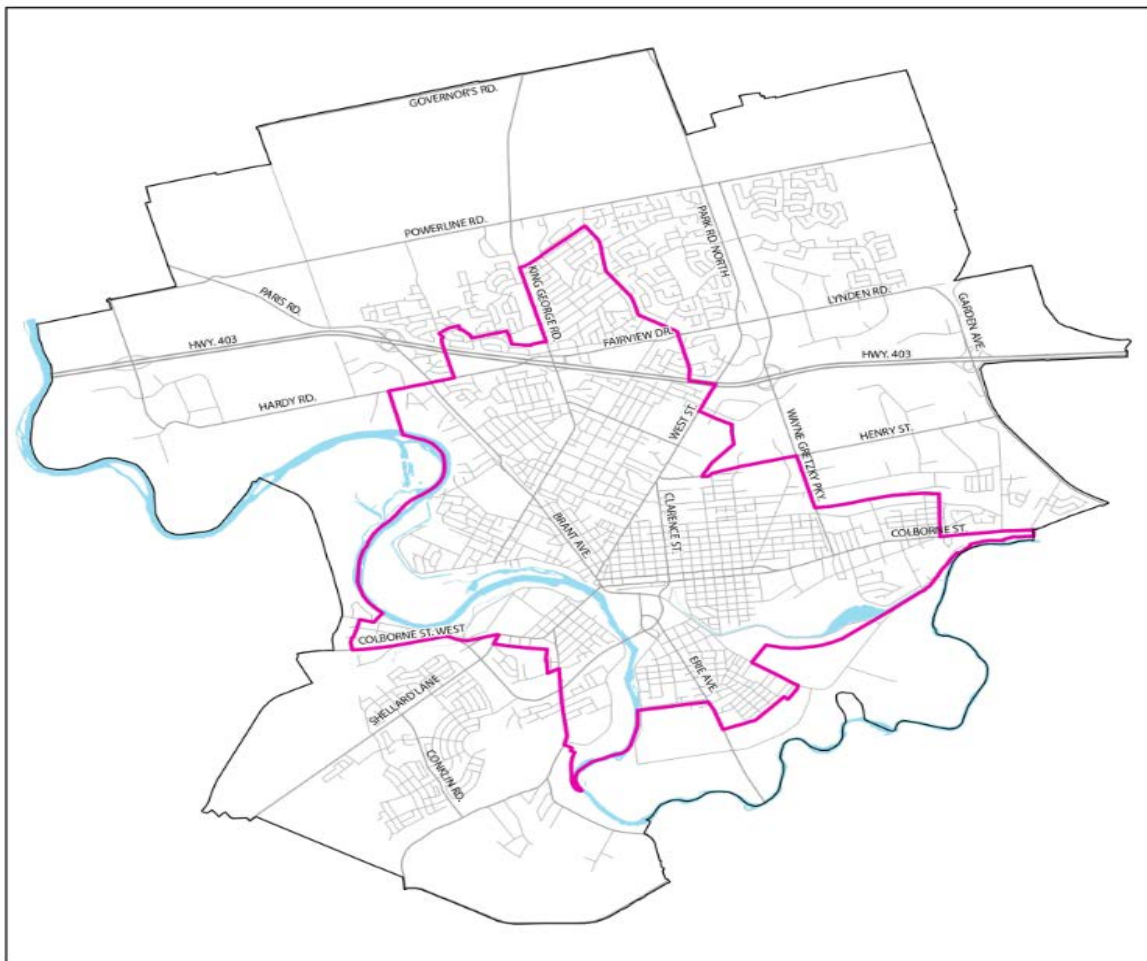 GOVERNOR'S RD.
POWERLINE RD.
PARK RD. NORTH
KING GEORGE RD.
PARIS RD.
LYNDEN RD.
GARDEN AVE.
FAIRVIEW DR.
HWY. 403
HWY. 403
HARDY RD.
WEST ST.
WAYNE GRETZKY PKY.
HENRY ST.
CLARENCE ST.
BRANT AVE.
COLBORNE ST.
COLBORNE ST. WEST
ERIE AVE.
SHELLARD LANE
CONKLIN RD.